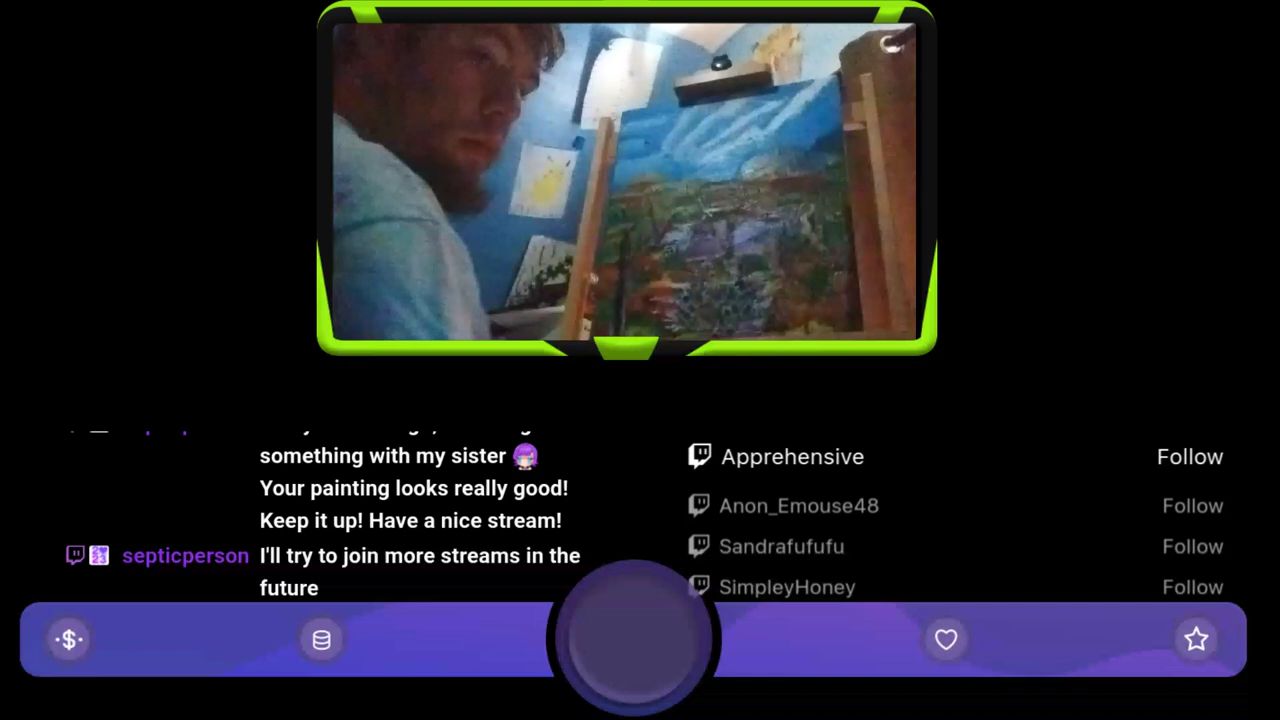 something with my sister
Your painting looks really good!
Keep it up! Have a nice stream!
septicperson I'll try to join more streams in the
future
Apprehensive Follow
Anon_Emouse48 Follow
Sandrafufufu Follow
SimpleyHoney Follow